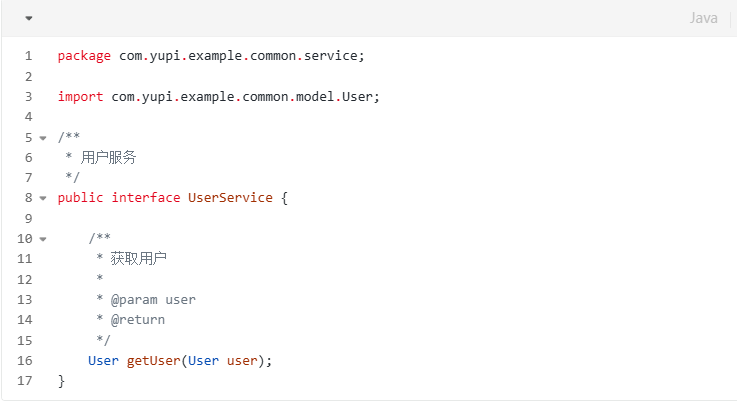 Java
1 package com.yupi.example.common.service;
2
3 import com.yupi.example.common.model.User;
4
5 /**
6  * 用户服务
7  */
8 public interface UserService {
9
10     /**
11      * 获取用户
12      *
13      * @param user
14      * @return
15      */
16     User getUser(User user);
17 }